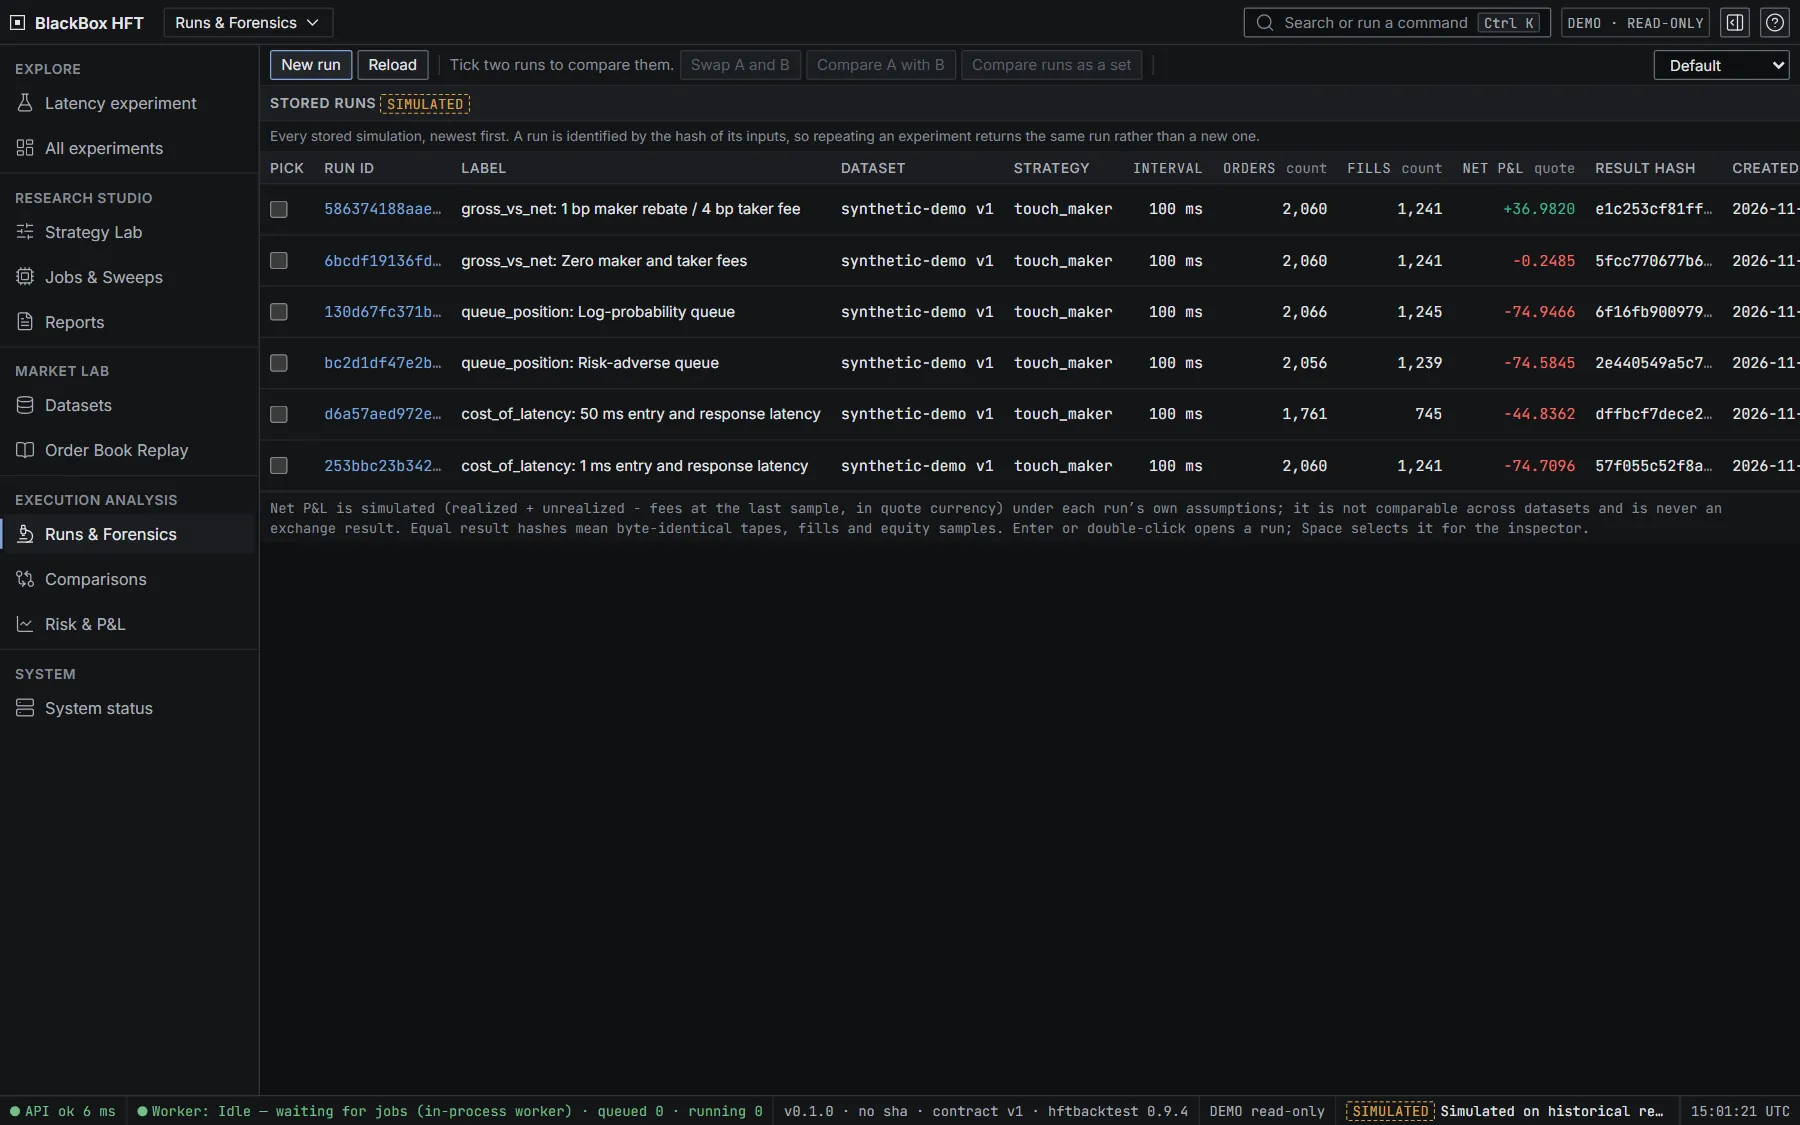 BlackBox HFT
Runs & Forensics
Search or run a command Ctrl K
DEMO · READ-ONLY
EXPLORE
Latency experiment
All experiments
RESEARCH STUDIO
Strategy Lab
Jobs & Sweeps
Reports
MARKET LAB
Datasets
Order Book Replay
EXECUTION ANALYSIS
Runs & Forensics
Comparisons
Risk & P&L
SYSTEM
System status
New run Reload Tick two runs to compare them. Swap A and B Compare A with B Compare runs as a set Default
STORED RUNS SIMULATED
Every stored simulation, newest first. A run is identified by the hash of its inputs, so repeating an experiment returns the same run rather than a new one.
PICK RUN ID LABEL DATASET STRATEGY INTERVAL ORDERS count FILLS count NET P&L quote RESULT HASH CREATED
586374188aae… gross_vs_net: 1 bp maker rebate / 4 bp taker fee synthetic-demo v1 touch_maker 100 ms 2,060 1,241 +36.9820 e1c253cf81ff… 2026-11-
6bcdf19136fd… gross_vs_net: Zero maker and taker fees synthetic-demo v1 touch_maker 100 ms 2,060 1,241 -0.2485 5fcc770677b6… 2026-11-
130d67fc371b… queue_position: Log-probability queue synthetic-demo v1 touch_maker 100 ms 2,066 1,245 -74.9466 6f16fb900979… 2026-11-
bc2d1df47e2b… queue_position: Risk-adverse queue synthetic-demo v1 touch_maker 100 ms 2,056 1,239 -74.5845 2e440549a5c7… 2026-11-
d6a57aed972e… cost_of_latency: 50 ms entry and response latency synthetic-demo v1 touch_maker 100 ms 1,761 745 -44.8362 dffbcf7dece2… 2026-11-
253bbc23b342… cost_of_latency: 1 ms entry and response latency synthetic-demo v1 touch_maker 100 ms 2,060 1,241 -74.7096 57f055c52f8a… 2026-11-
Net P&L is simulated (realized + unrealized - fees at the last sample, in quote currency) under each run’s own assumptions; it is not comparable across datasets and is never an
exchange result. Equal result hashes mean byte-identical tapes, fills and equity samples. Enter or double-click opens a run; Space selects it for the inspector.
API ok 6 ms Worker: Idle — waiting for jobs (in-process worker) · queued 0 · running 0 v0.1.0 · no sha · contract v1 · hftbacktest 0.9.4 DEMO read-only SIMULATED Simulated on historical re… 15:01:21 UTC